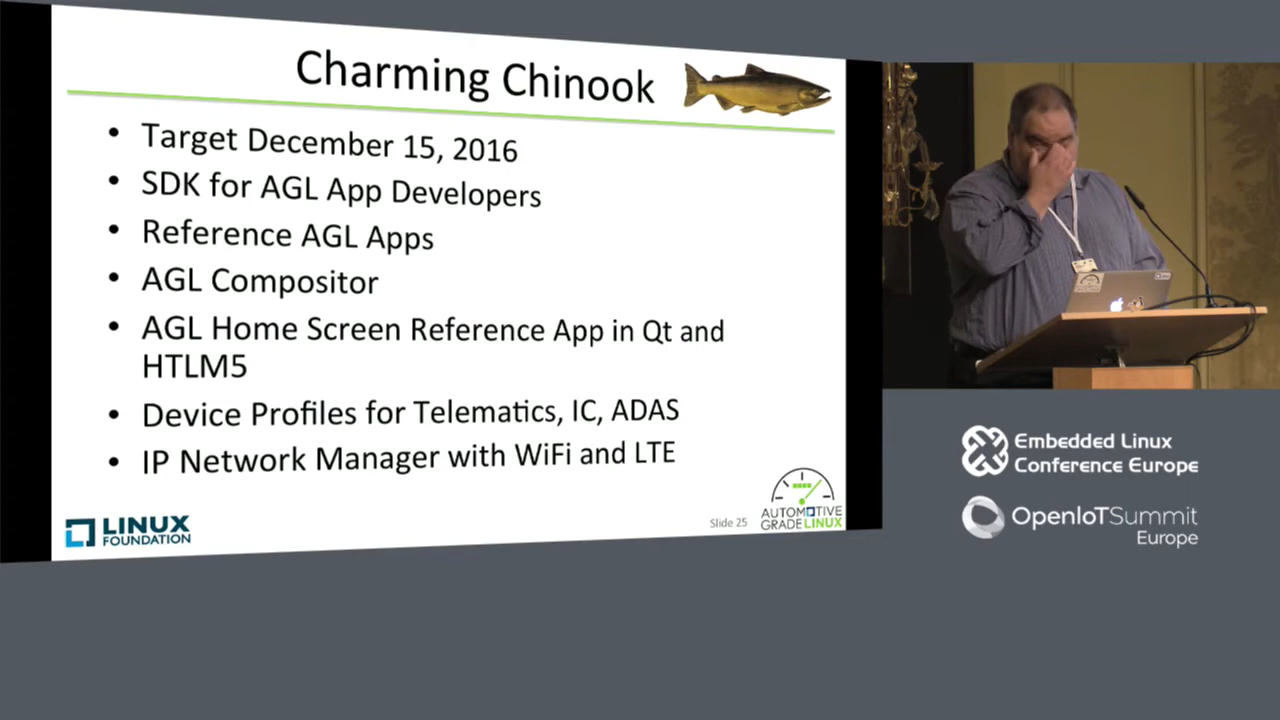 Charming Chinook
• Target December 15, 2016
• SDK for AGL App Developers
• Reference AGL Apps
• AGL Compositor
• AGL Home Screen Reference App in Qt and
HTLM5
• Device Profiles for Telematics, IC, ADAS
• IP Network Manager with WiFi and LTE
LINUX
FOUNDATION
Slide 25
AUTOMOTIVE
GRADELINUX
Embedded Linux
Conference Europe
OpenIoTSummit
Europe